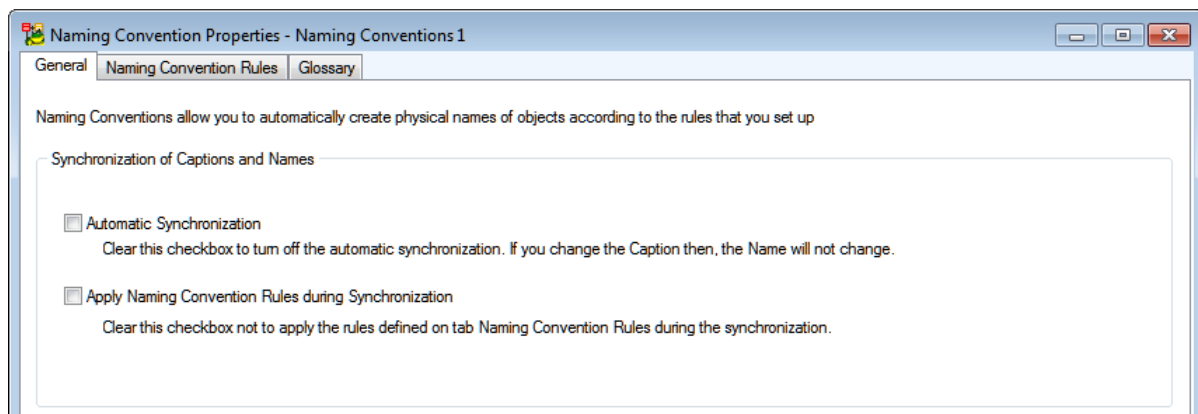 Naming Convention Properties - Naming Conventions 1
General Naming Convention Rules Glossary
Naming Conventions allow you to automatically create physical names of objects according to the rules that you set up
Synchronization of Captions and Names
Automatic Synchronization
Clear this checkbox to turn off the automatic synchronization. If you change the Caption then, the Name will not change.
Apply Naming Convention Rules during Synchronization
Clear this checkbox not to apply the rules defined on tab Naming Convention Rules during the synchronization.